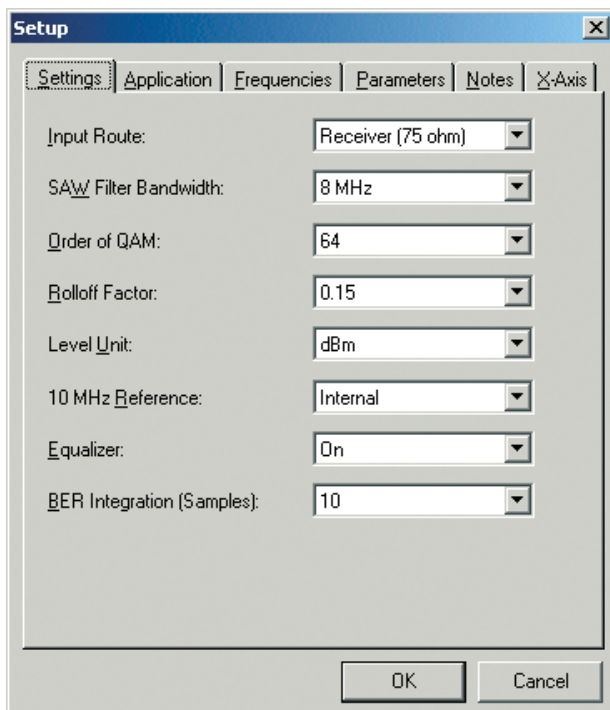 Setup
Settings Application Frequencies Parameters Notes X-Axis
Input Route: Receiver (75 ohm)
SAW Filter Bandwidth: 8 MHz
Order of QAM: 64
Rolloff Factor: 0.15
Level Unit: dBm
10 MHz Reference: Internal
Equalizer: On
BER Integration (Samples): 10
OK Cancel